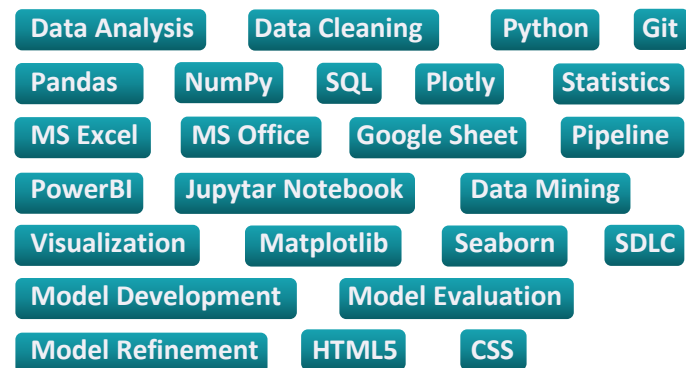 Data Analysis Data Cleaning Python Git
Pandas NumPy SQL Plotly Statistics
MS Excel MS Office Google Sheet Pipeline
PowerBI Jupytar Notebook Data Mining
Visualization Matplotlib Seaborn SDLC
Model Development Model Evaluation
Model Refinement HTML5 CSS